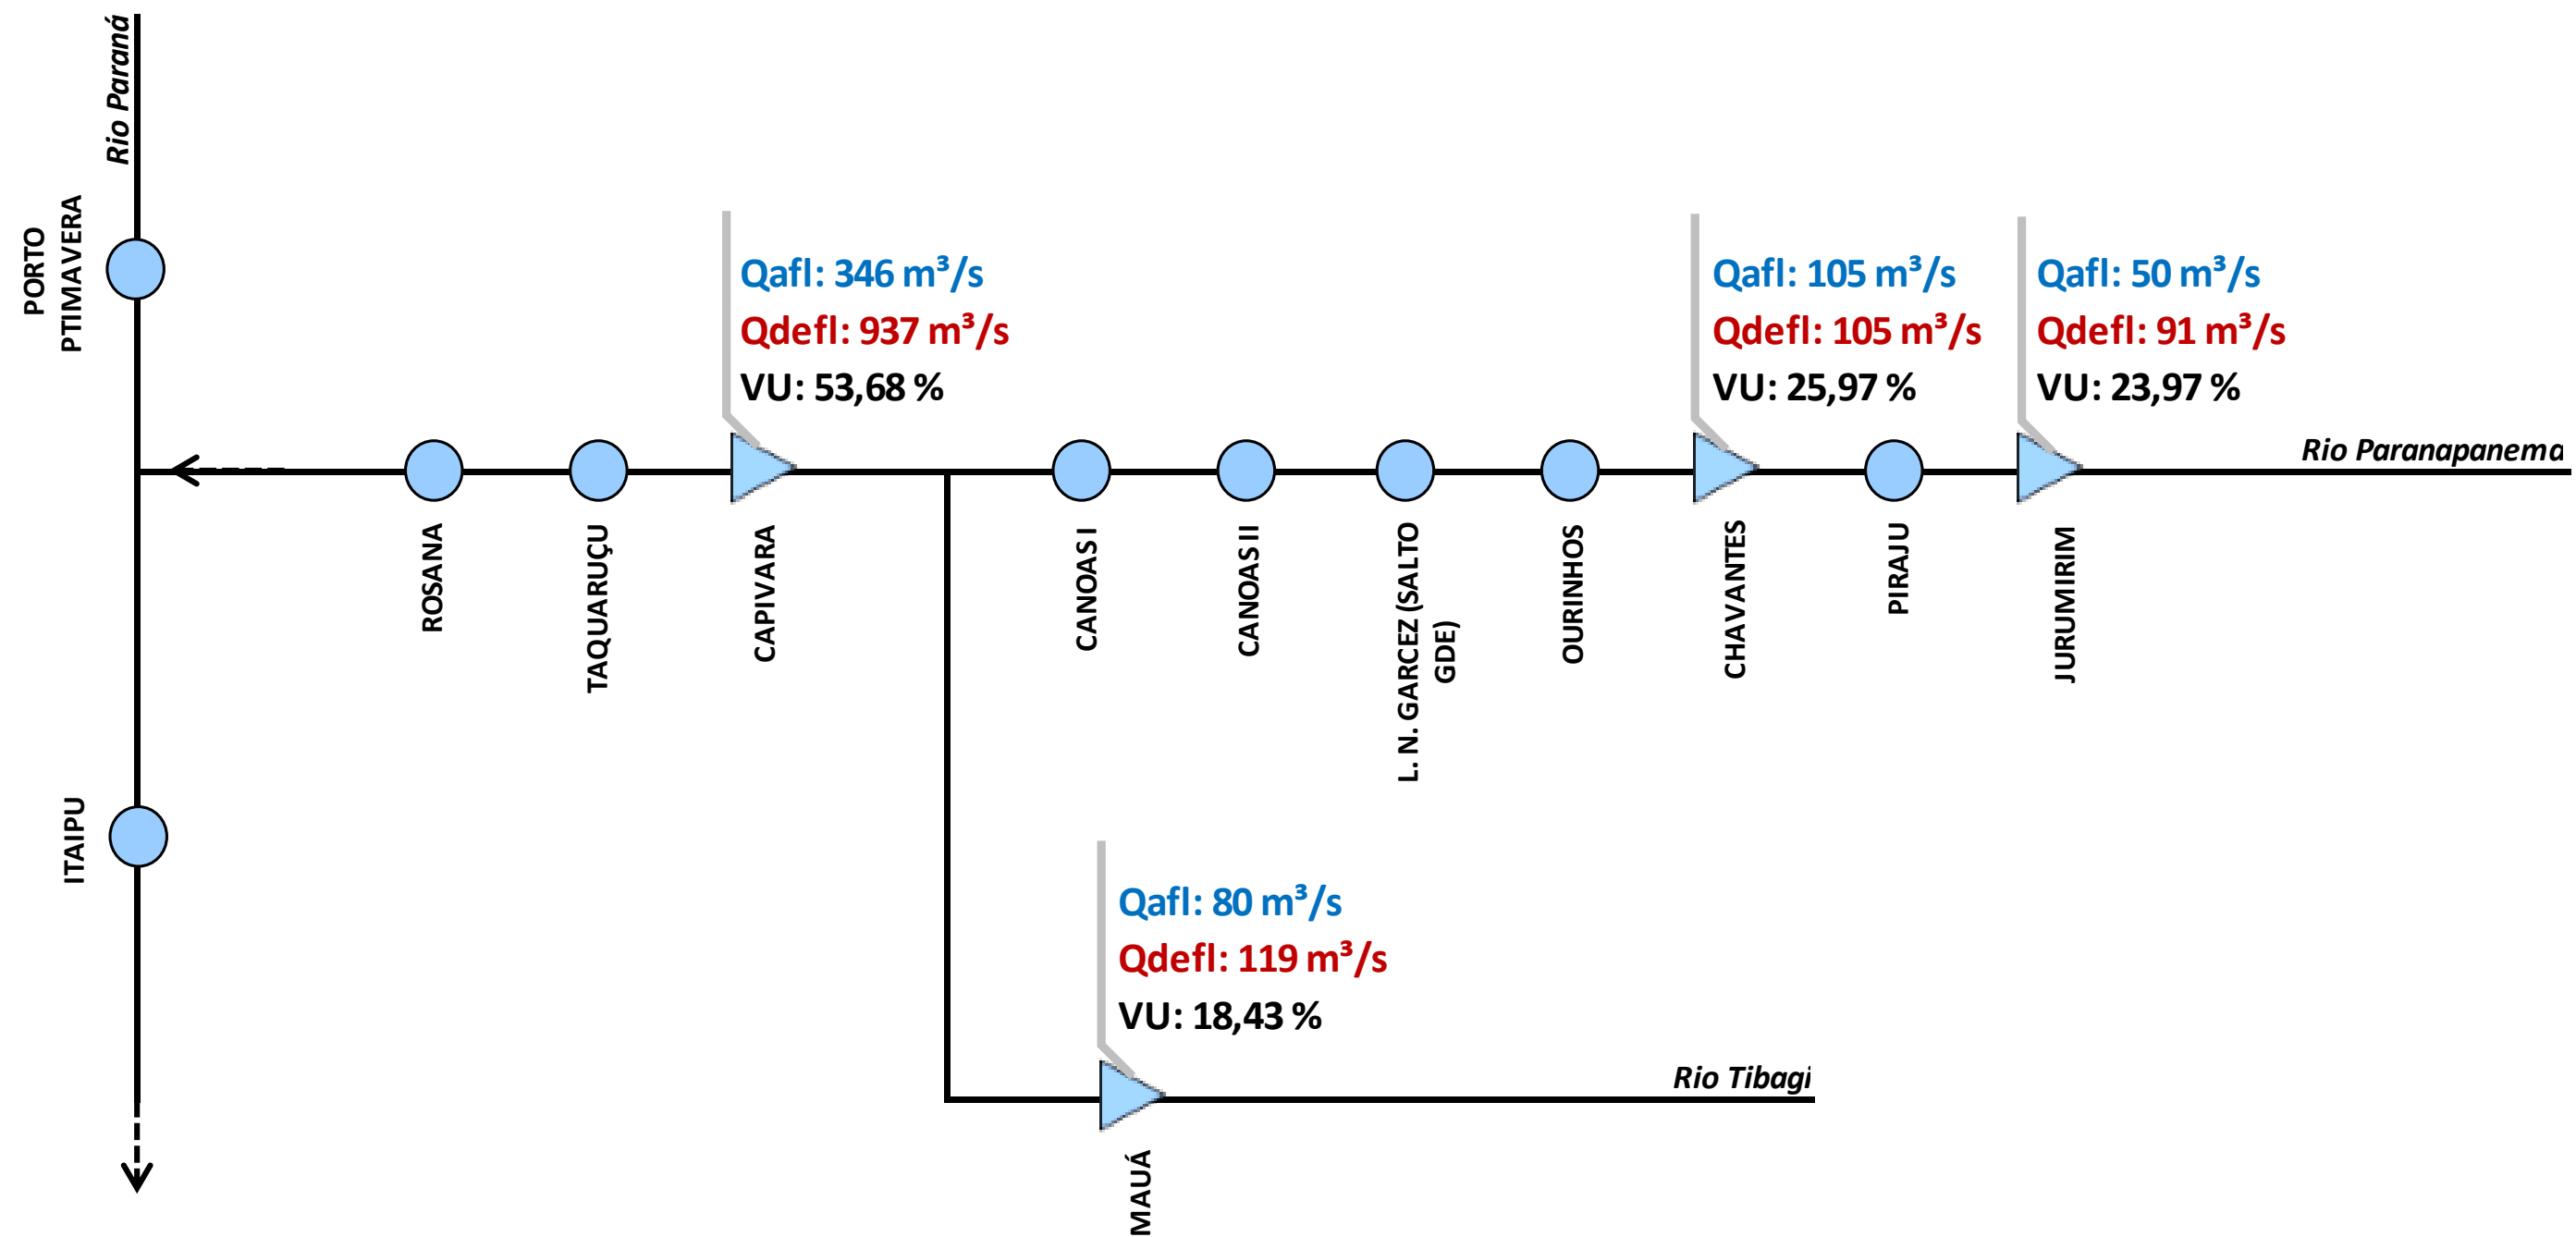 Rio Paraná
PORTO
PTIMAVERA
Qafl: 346 m³/s
Qdefl: 937 m³/s
VU: 53,68 %
Qafl: 105 m³/s
Qdefl: 105 m³/s
VU: 25,97 %
Qafl: 50 m³/s
Qdefl: 91 m³/s
VU: 23,97 %
Rio Paranapanema
ROSANA
TAQUARUÇU
CAPIVARA
CANOAS I
CANOAS II
L. N. GARCEZ (SALTO
GDE)
OURINHOS
CHAVANTES
PIRAJU
JURUMIRIM
ITAIPU
Qafl: 80 m³/s
Qdefl: 119 m³/s
VU: 18,43 %
Rio Tibagi
MAUÁ